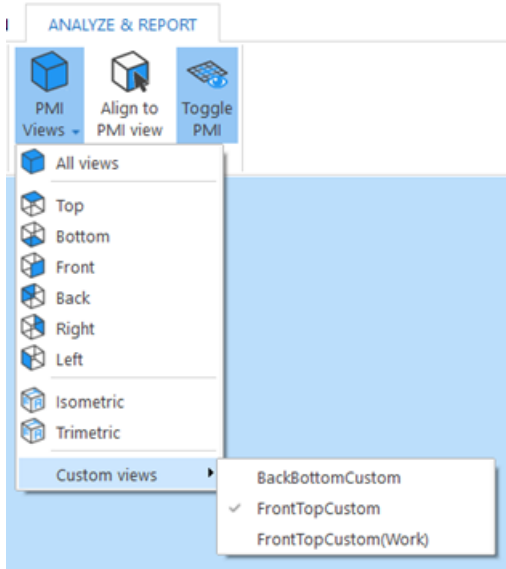 ANALYZE & REPORT
PMI Views
Align to PMI view
Toggle PMI
All views
Top
Bottom
Front
Back
Right
Left
Isometric
Trimetric
Custom views
BackBottomCustom
FrontTopCustom
FrontTopCustom(Work)